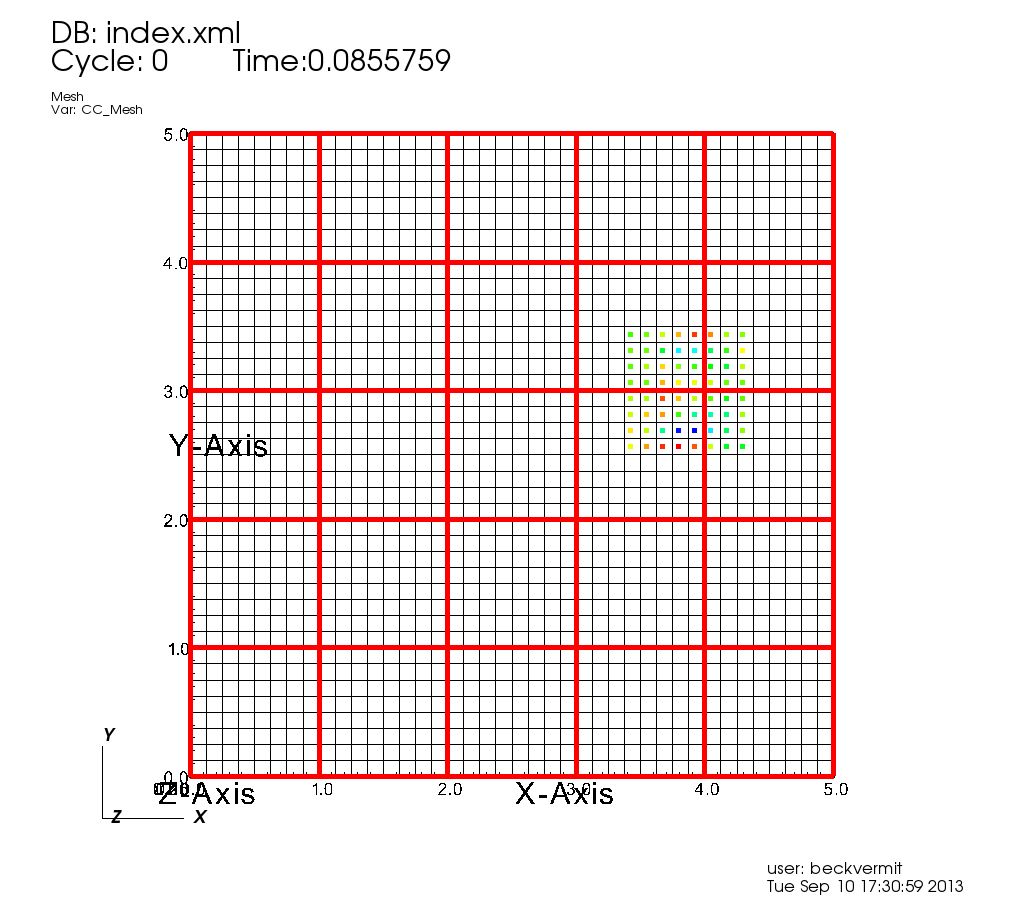 DB: index.xml
Cycle: 0 Time:0.0855759
Mesh
Var: CC_Mesh
5.0
4.0
3.0
Y-Axis
2.0
1.0
Y
0.0
1.0 2.0 3.0 4.0 5.0
Z-Axis X-Axis
Z X
user: beckvermit
Tue Sep 10 17:30:59 2013